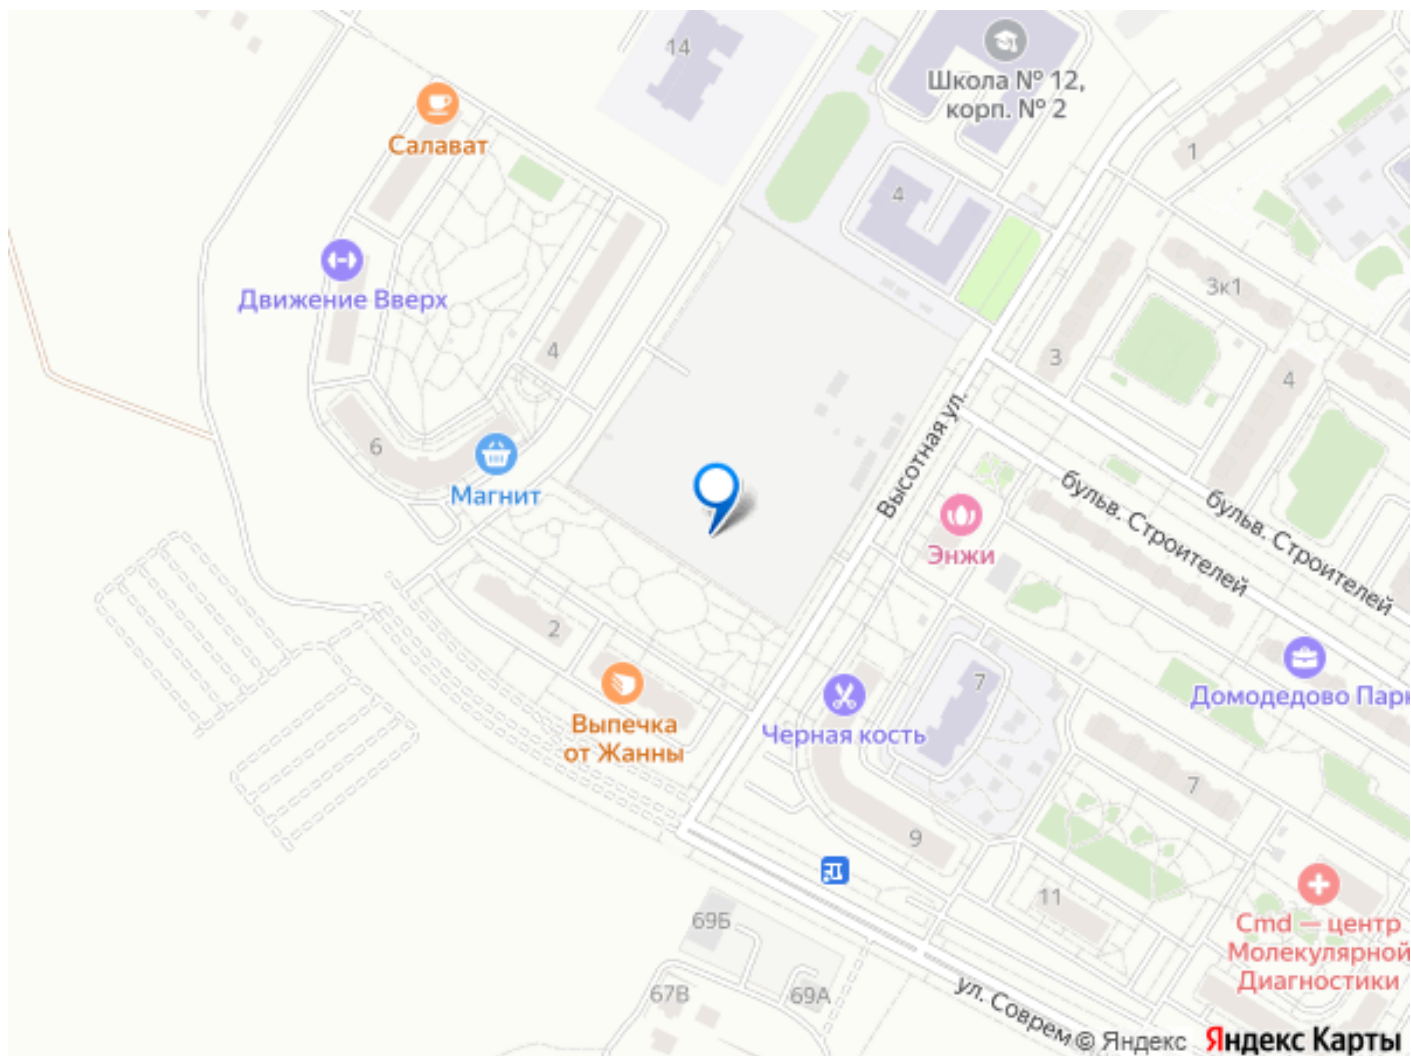 14
Школа № 12,
корп. № 2
Салават
1
4
Движение Вверх
3к1
3
4
4
Высотная ул.
6
Магнит
бульв. Строителей
бульв. Строителей
Энжи
2
7
Домодедово Парк
Выпечка
от Жанны
Черная кость
7
9
11
69Б
Cmd — центр
Молекулярной
Диагностики
67В
69А
ул. Соврем
© Яндекс Яндекс Карты